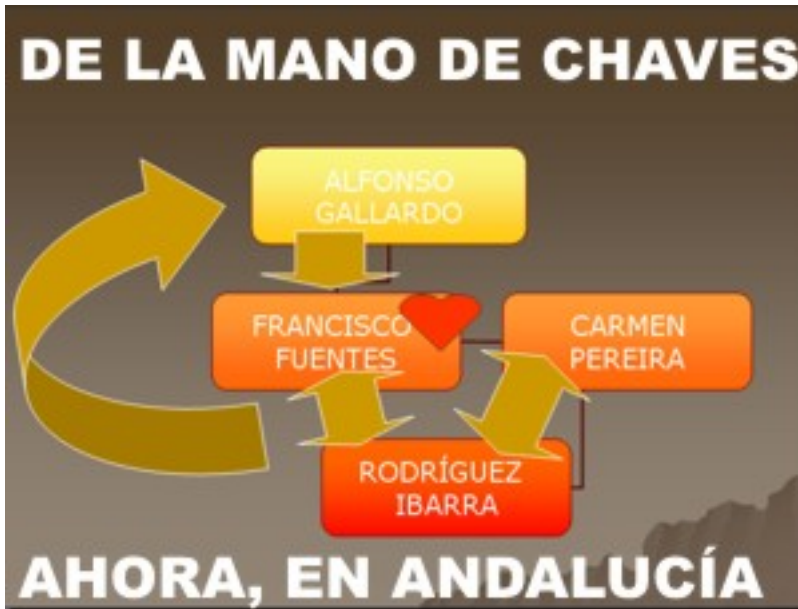 DE LA MANO DE CHAVES
ALFONSO
GALLARDO
FRANCISCO
FUENTES
CARMEN
PEREIRA
RODRÍGUEZ
IBARRA
AHORA, EN ANDALUCÍA